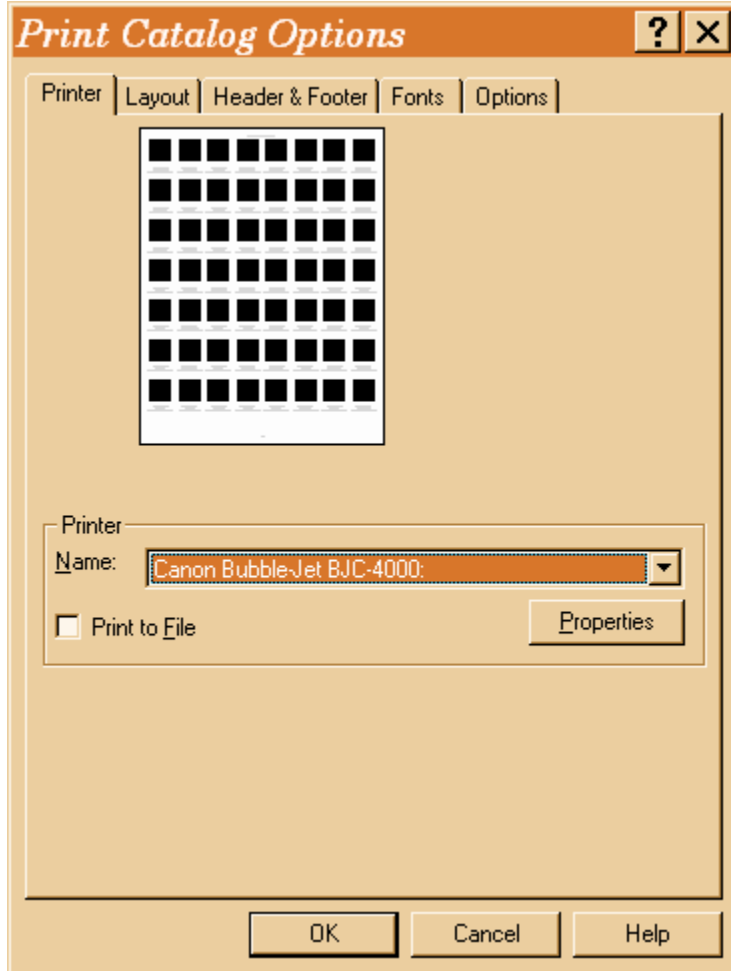 Print Catalog Options
Printer Layout Header & Footer Fonts Options
Printer
Name: Canon Bubble-Jet BJC-4000:
Print to File Properties
OK Cancel Help